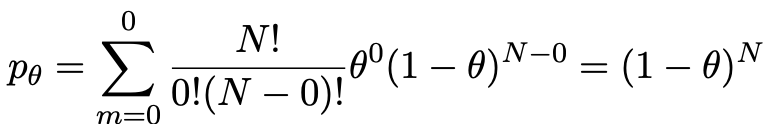 p_θ = \sum_{m=0}^{0} \frac{N!}{0!(N − 0)!} θ^0 (1 − θ)^{N−0} = (1 − θ)^N